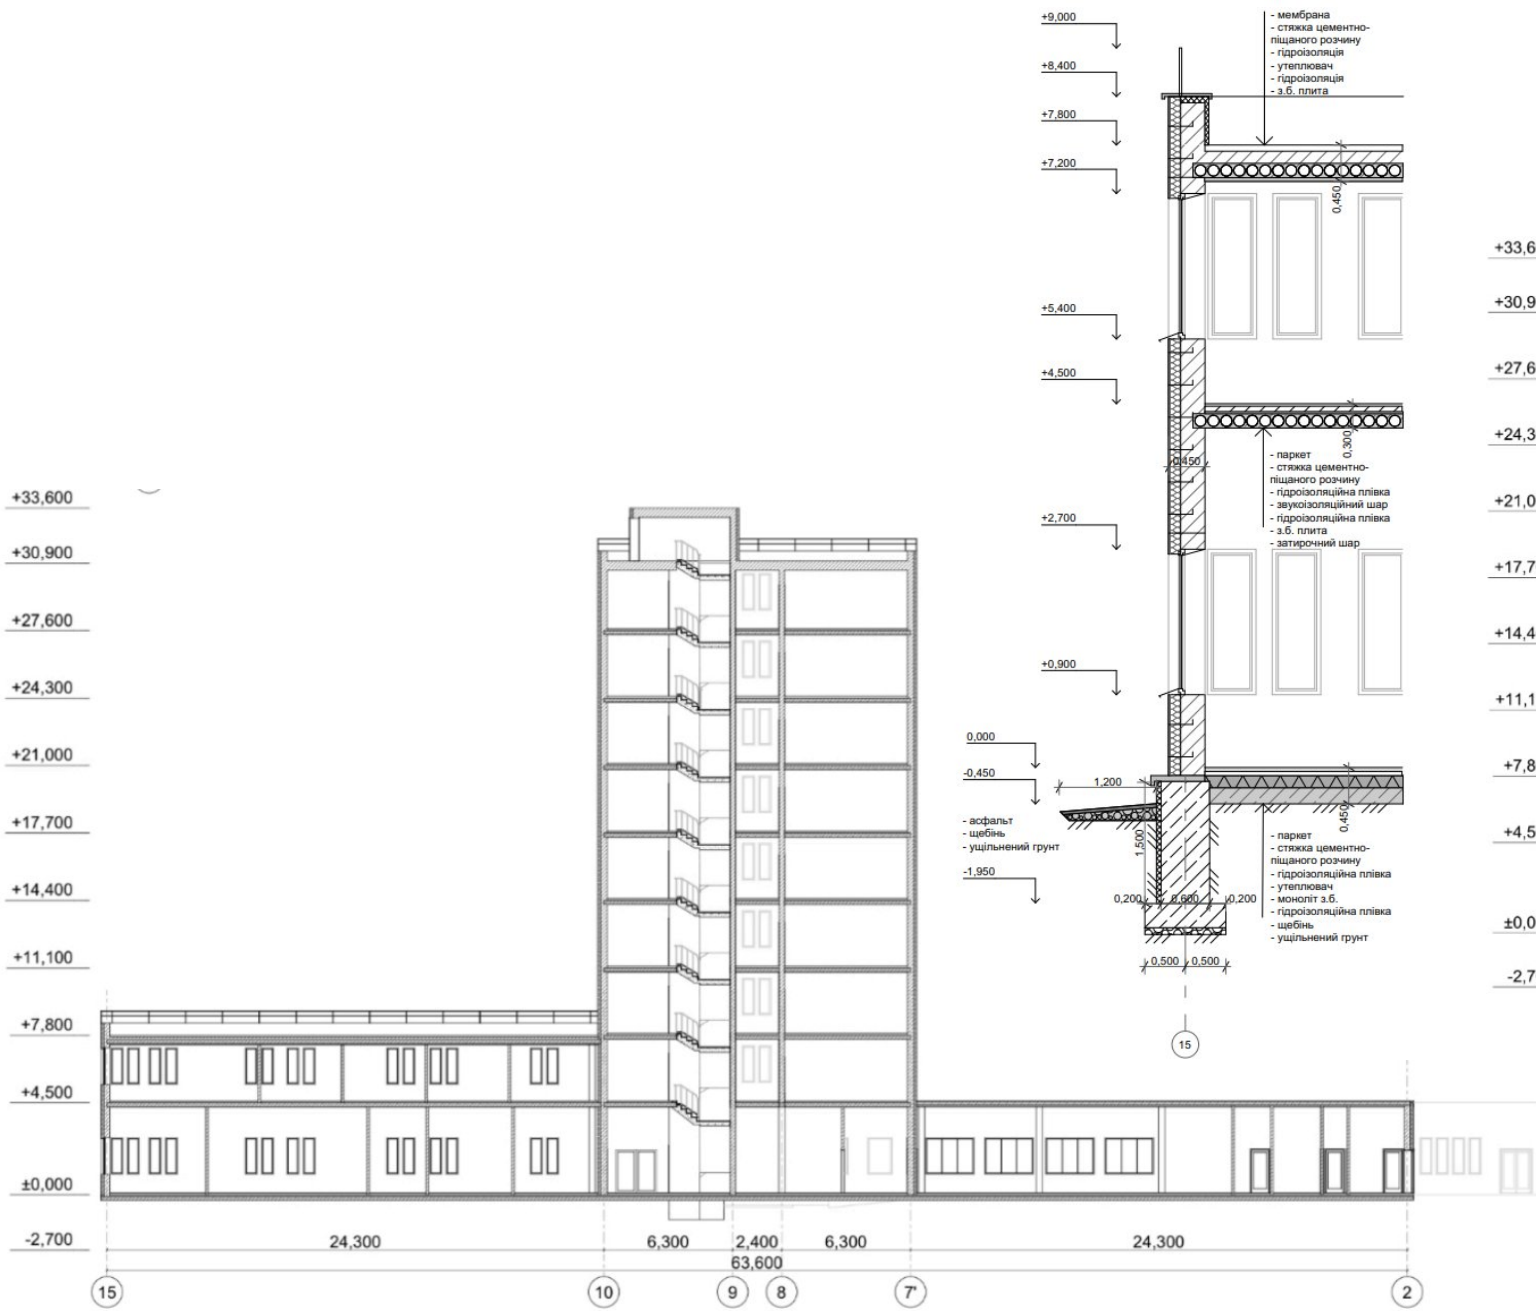 +9,000
+8,400
+7,800
+7,200
+5,400
+4,500
+2,700
+0,900
0,000
-0,450
-1,950
- мембрана
- стяжка цементно-
піщаного розчину
- гідроізоляція
- утеплювач
- гідроізоляція
- з.б. плита
0,450
0,300
- паркет
- стяжка цементно-
піщаного розчину
- гідроізоляційна плівка
- звукоізоляційний шар
- гідроізоляційна плівка
- з.б. плита
- затирочний шар
0,450
1,200
- асфальт
- щебінь
- ущільнений грунт
1,500
0,450
0,200
0,600
0,200
0,500
0,500
15
- паркет
- стяжка цементно-
піщаного розчину
- гідроізоляційна плівка
- утеплювач
- моноліт з.б.
- гідроізоляційна плівка
- щебінь
- ущільнений грунт
+33,6
+30,9
+27,6
+24,3
+21,0
+17,7
+14,4
+11,1
+7,8
+4,5
±0,0
-2,7
+33,600
+30,900
+27,600
+24,300
+21,000
+17,700
+14,400
+11,100
+7,800
+4,500
±0,000
-2,700
24,300
6,300
2,400
6,300
24,300
63,600
15
10
9
8
7'
2